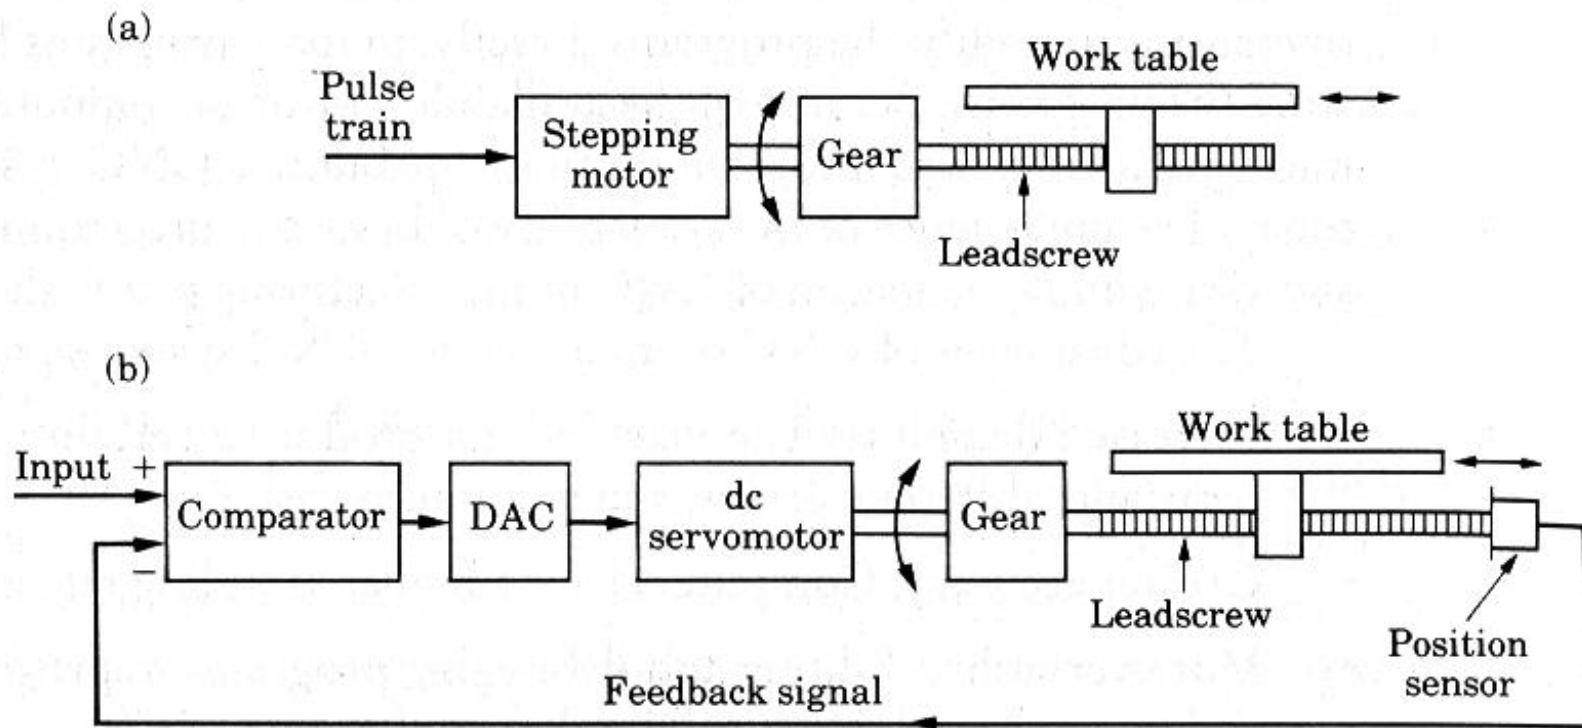 (a)
Work table
Pulse
train
Stepping
motor
Gear
Leadscrew
(b)
Work table
Input +
Comparator
DAC
dc
servomotor
Gear
−
Leadscrew
Position
sensor
Feedback signal